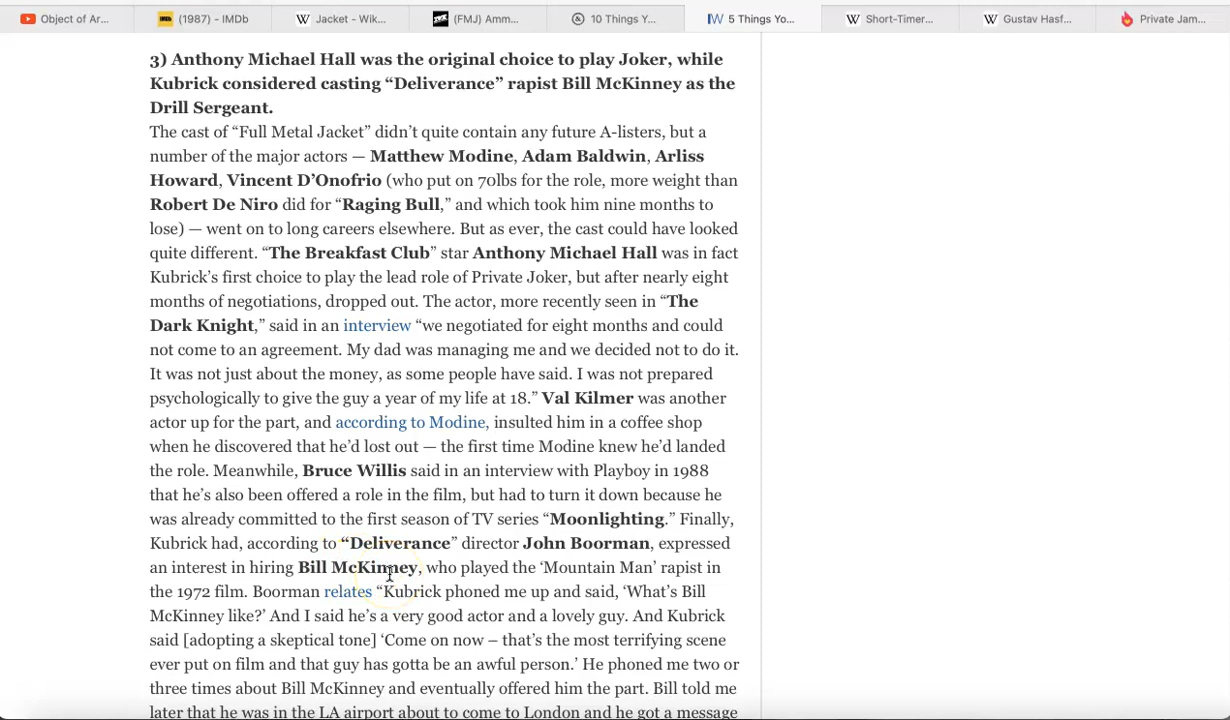 Object of Ar...
IMDb (1987) - IMDb
W Jacket - Wik...
(FMJ) Amm...
10 Things Y...
IW 5 Things Yo...
W Short-Timer...
W Gustav Hasf...
Private Jam...
3) Anthony Michael Hall was the original choice to play Joker, while
Kubrick considered casting “Deliverance” rapist Bill McKinney as the
Drill Sergeant.
The cast of “Full Metal Jacket” didn’t quite contain any future A-listers, but a
number of the major actors — Matthew Modine, Adam Baldwin, Arliss
Howard, Vincent D’Onofrio (who put on 70lbs for the role, more weight than
Robert De Niro did for “Raging Bull,” and which took him nine months to
lose) — went on to long careers elsewhere. But as ever, the cast could have looked
quite different. “The Breakfast Club” star Anthony Michael Hall was in fact
Kubrick’s first choice to play the lead role of Private Joker, but after nearly eight
months of negotiations, dropped out. The actor, more recently seen in “The
Dark Knight,” said in an interview “we negotiated for eight months and could
not come to an agreement. My dad was managing me and we decided not to do it.
It was not just about the money, as some people have said. I was not prepared
psychologically to give the guy a year of my life at 18.” Val Kilmer was another
actor up for the part, and according to Modine, insulted him in a coffee shop
when he discovered that he’d lost out — the first time Modine knew he’d landed
the role. Meanwhile, Bruce Willis said in an interview with Playboy in 1988
that he’s also been offered a role in the film, but had to turn it down because he
was already committed to the first season of TV series “Moonlighting.” Finally,
Kubrick had, according to “Deliverance” director John Boorman, expressed
an interest in hiring Bill McKinney, who played the ‘Mountain Man’ rapist in
the 1972 film. Boorman relates “Kubrick phoned me up and said, ‘What’s Bill
McKinney like?’ And I said he’s a very good actor and a lovely guy. And Kubrick
said [adopting a skeptical tone] ‘Come on now – that’s the most terrifying scene
ever put on film and that guy has gotta be an awful person.’ He phoned me two or
three times about Bill McKinney and eventually offered him the part. Bill told me
later that he was in the LA airport about to come to London and he got a message